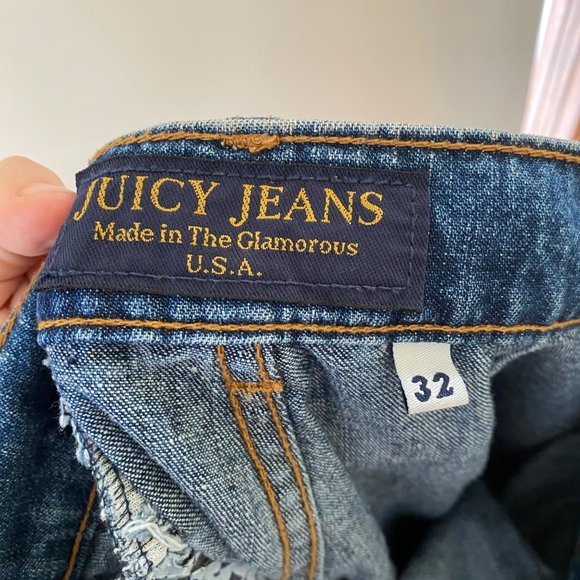 JUICY JEANS
Made in The Glamorous
U.S.A.
32